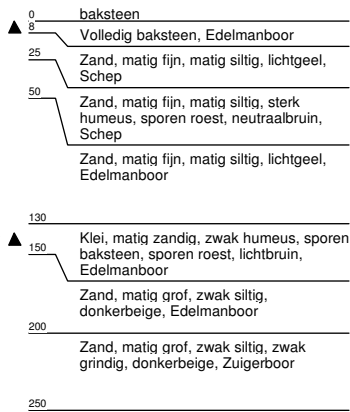 0 baksteen
8
Volledig baksteen, Edelmanboor
25
Zand, matig fijn, matig siltig, lichtgeel,
Schep
50
Zand, matig fijn, matig siltig, sterk
humeus, sporen roest, neutraalbruin,
Schep
Zand, matig fijn, matig siltig, lichtgeel,
Edelmanboor
130
Klei, matig zandig, zwak humeus, sporen
150
baksteen, sporen roest, lichtbruin,
Edelmanboor
Zand, matig grof, zwak siltig,
donkerbeige, Edelmanboor
200
Zand, matig grof, zwak siltig, zwak
grindig, donkerbeige, Zuigerboor
250